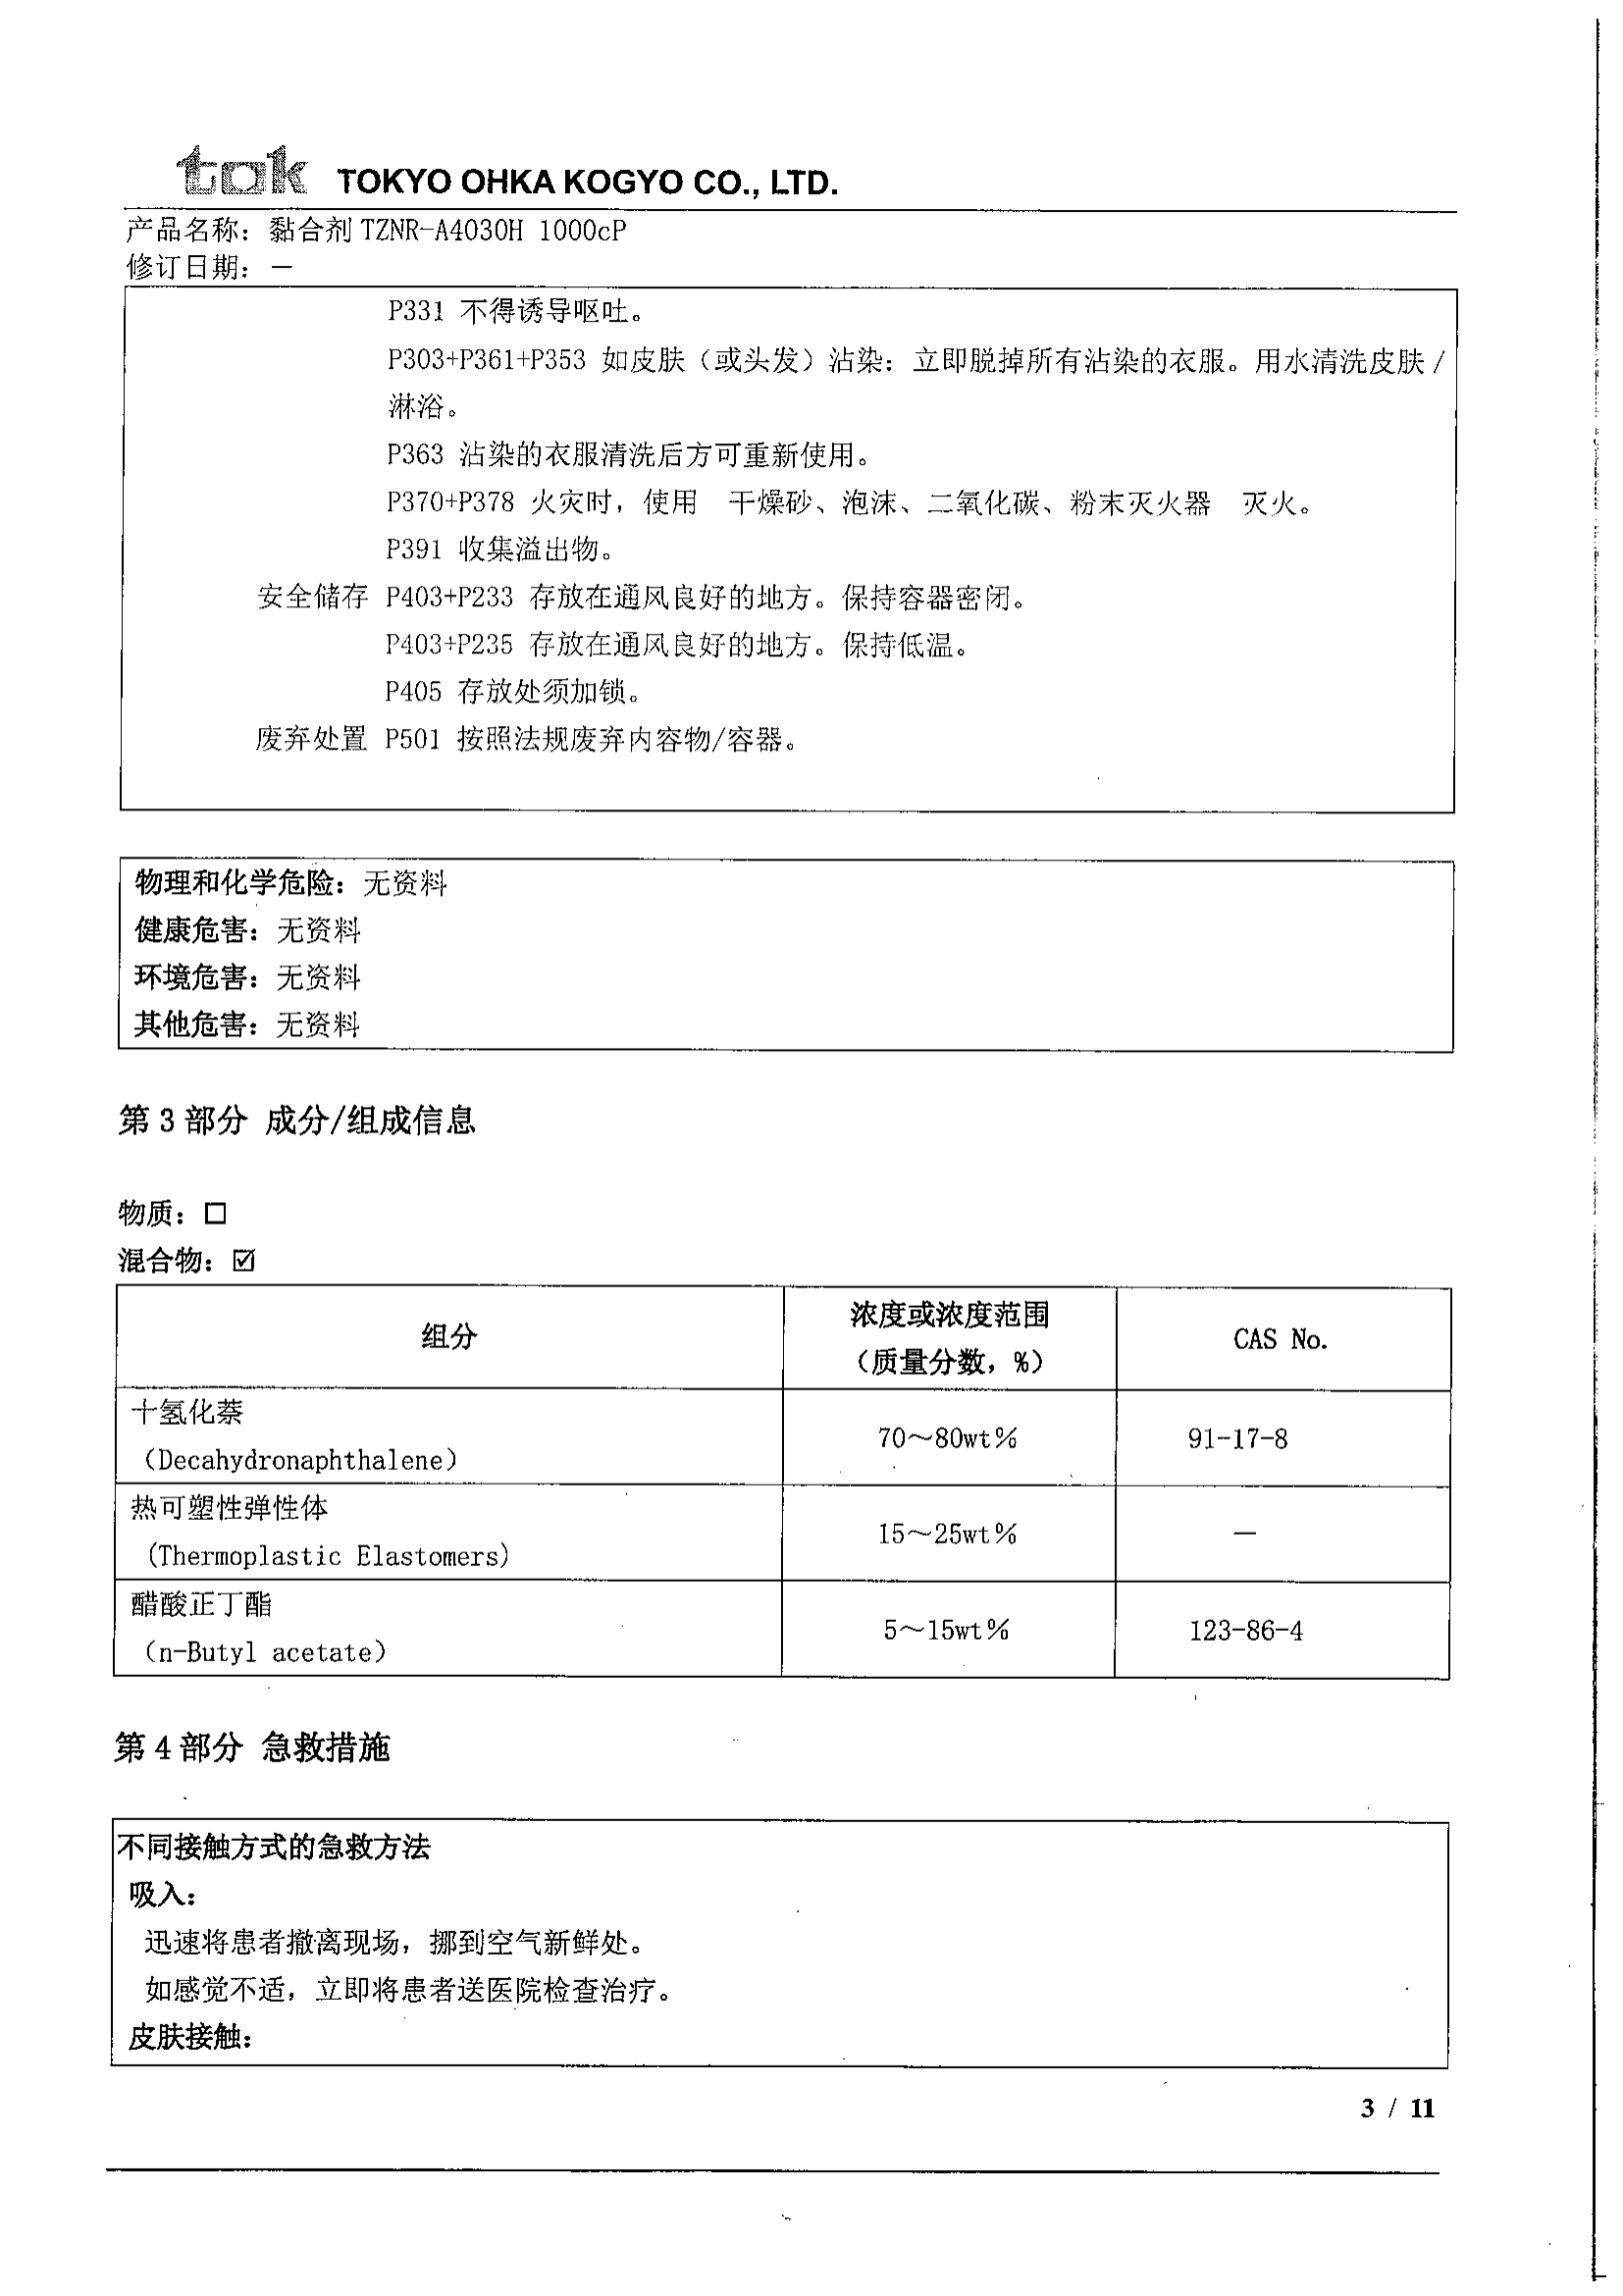 tok TOKYO OHKA KOGYO CO., LTD.
产品名称：黏合剂 TZNR-A4030H 1000cP
修订日期：—
P331 不得诱导呕吐。
P303+P361+P353 如皮肤（或头发）沾染：立即脱掉所有沾染的衣服。用水清洗皮肤/
淋浴。
P363 沾染的衣服清洗后方可重新使用。
P370+P378 火灾时，使用 干燥砂、泡沫、二氧化碳、粉末灭火器 灭火。
P391 收集溢出物。
安全储存 P403+P233 存放在通风良好的地方。保持容器密闭。
P403+P235 存放在通风良好的地方。保持低温。
P405 存放处须加锁。
废弃处置 P501 按照法规废弃内容物/容器。
物理和化学危险：无资料
健康危害：无资料
环境危害：无资料
其他危害：无资料
第 3 部分 成分/组成信息
物质：☐
混合物：☑
组分
浓度或浓度范围
（质量分数，%）
CAS No.
十氢化萘
（Decahydronaphthalene）
70～80wt%
91-17-8
热可塑性弹性体
(Thermoplastic Elastomers)
15～25wt%
—
醋酸正丁酯
（n-Butyl acetate）
5～15wt%
123-86-4
第 4 部分 急救措施
不同接触方式的急救方法
吸入：
迅速将患者撤离现场，挪到空气新鲜处。
如感觉不适，立即将患者送医院检查治疗。
皮肤接触：
3 / 11